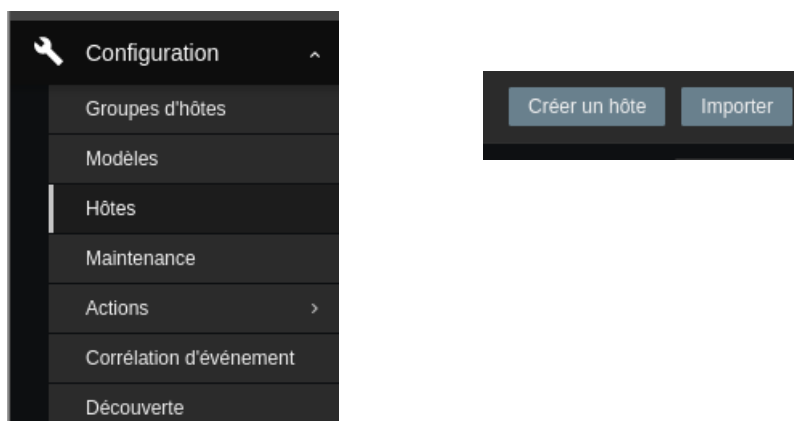 Configuration
Groupes d'hôtes
Modèles
Hôtes
Maintenance
Actions
Corrélation d'événement
Découverte
Créer un hôte
Importer